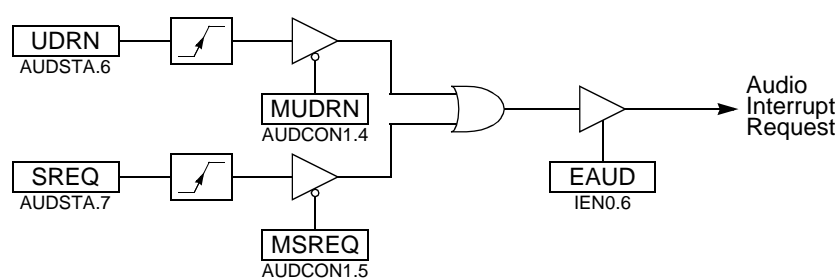 UDRN
AUDSTA.6
MUDRN
AUDCON1.4
Audio
Interrupt
Request
SREQ
AUDSTA.7
EAUD
IEN0.6
MSREQ
AUDCON1.5